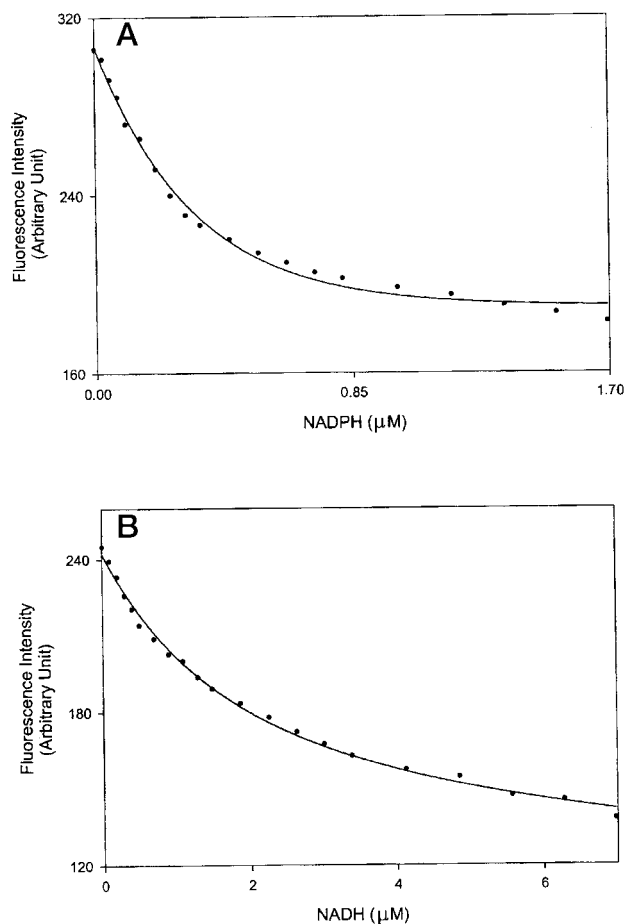 A
320
240
160
Fluorescence Intensity
(Arbitrary Unit)
0.00
0.85
1.70
NADPH (μM)
B
240
180
120
Fluorescence Intensity
(Arbitrary Unit)
0
2
4
6
NADH (μM)